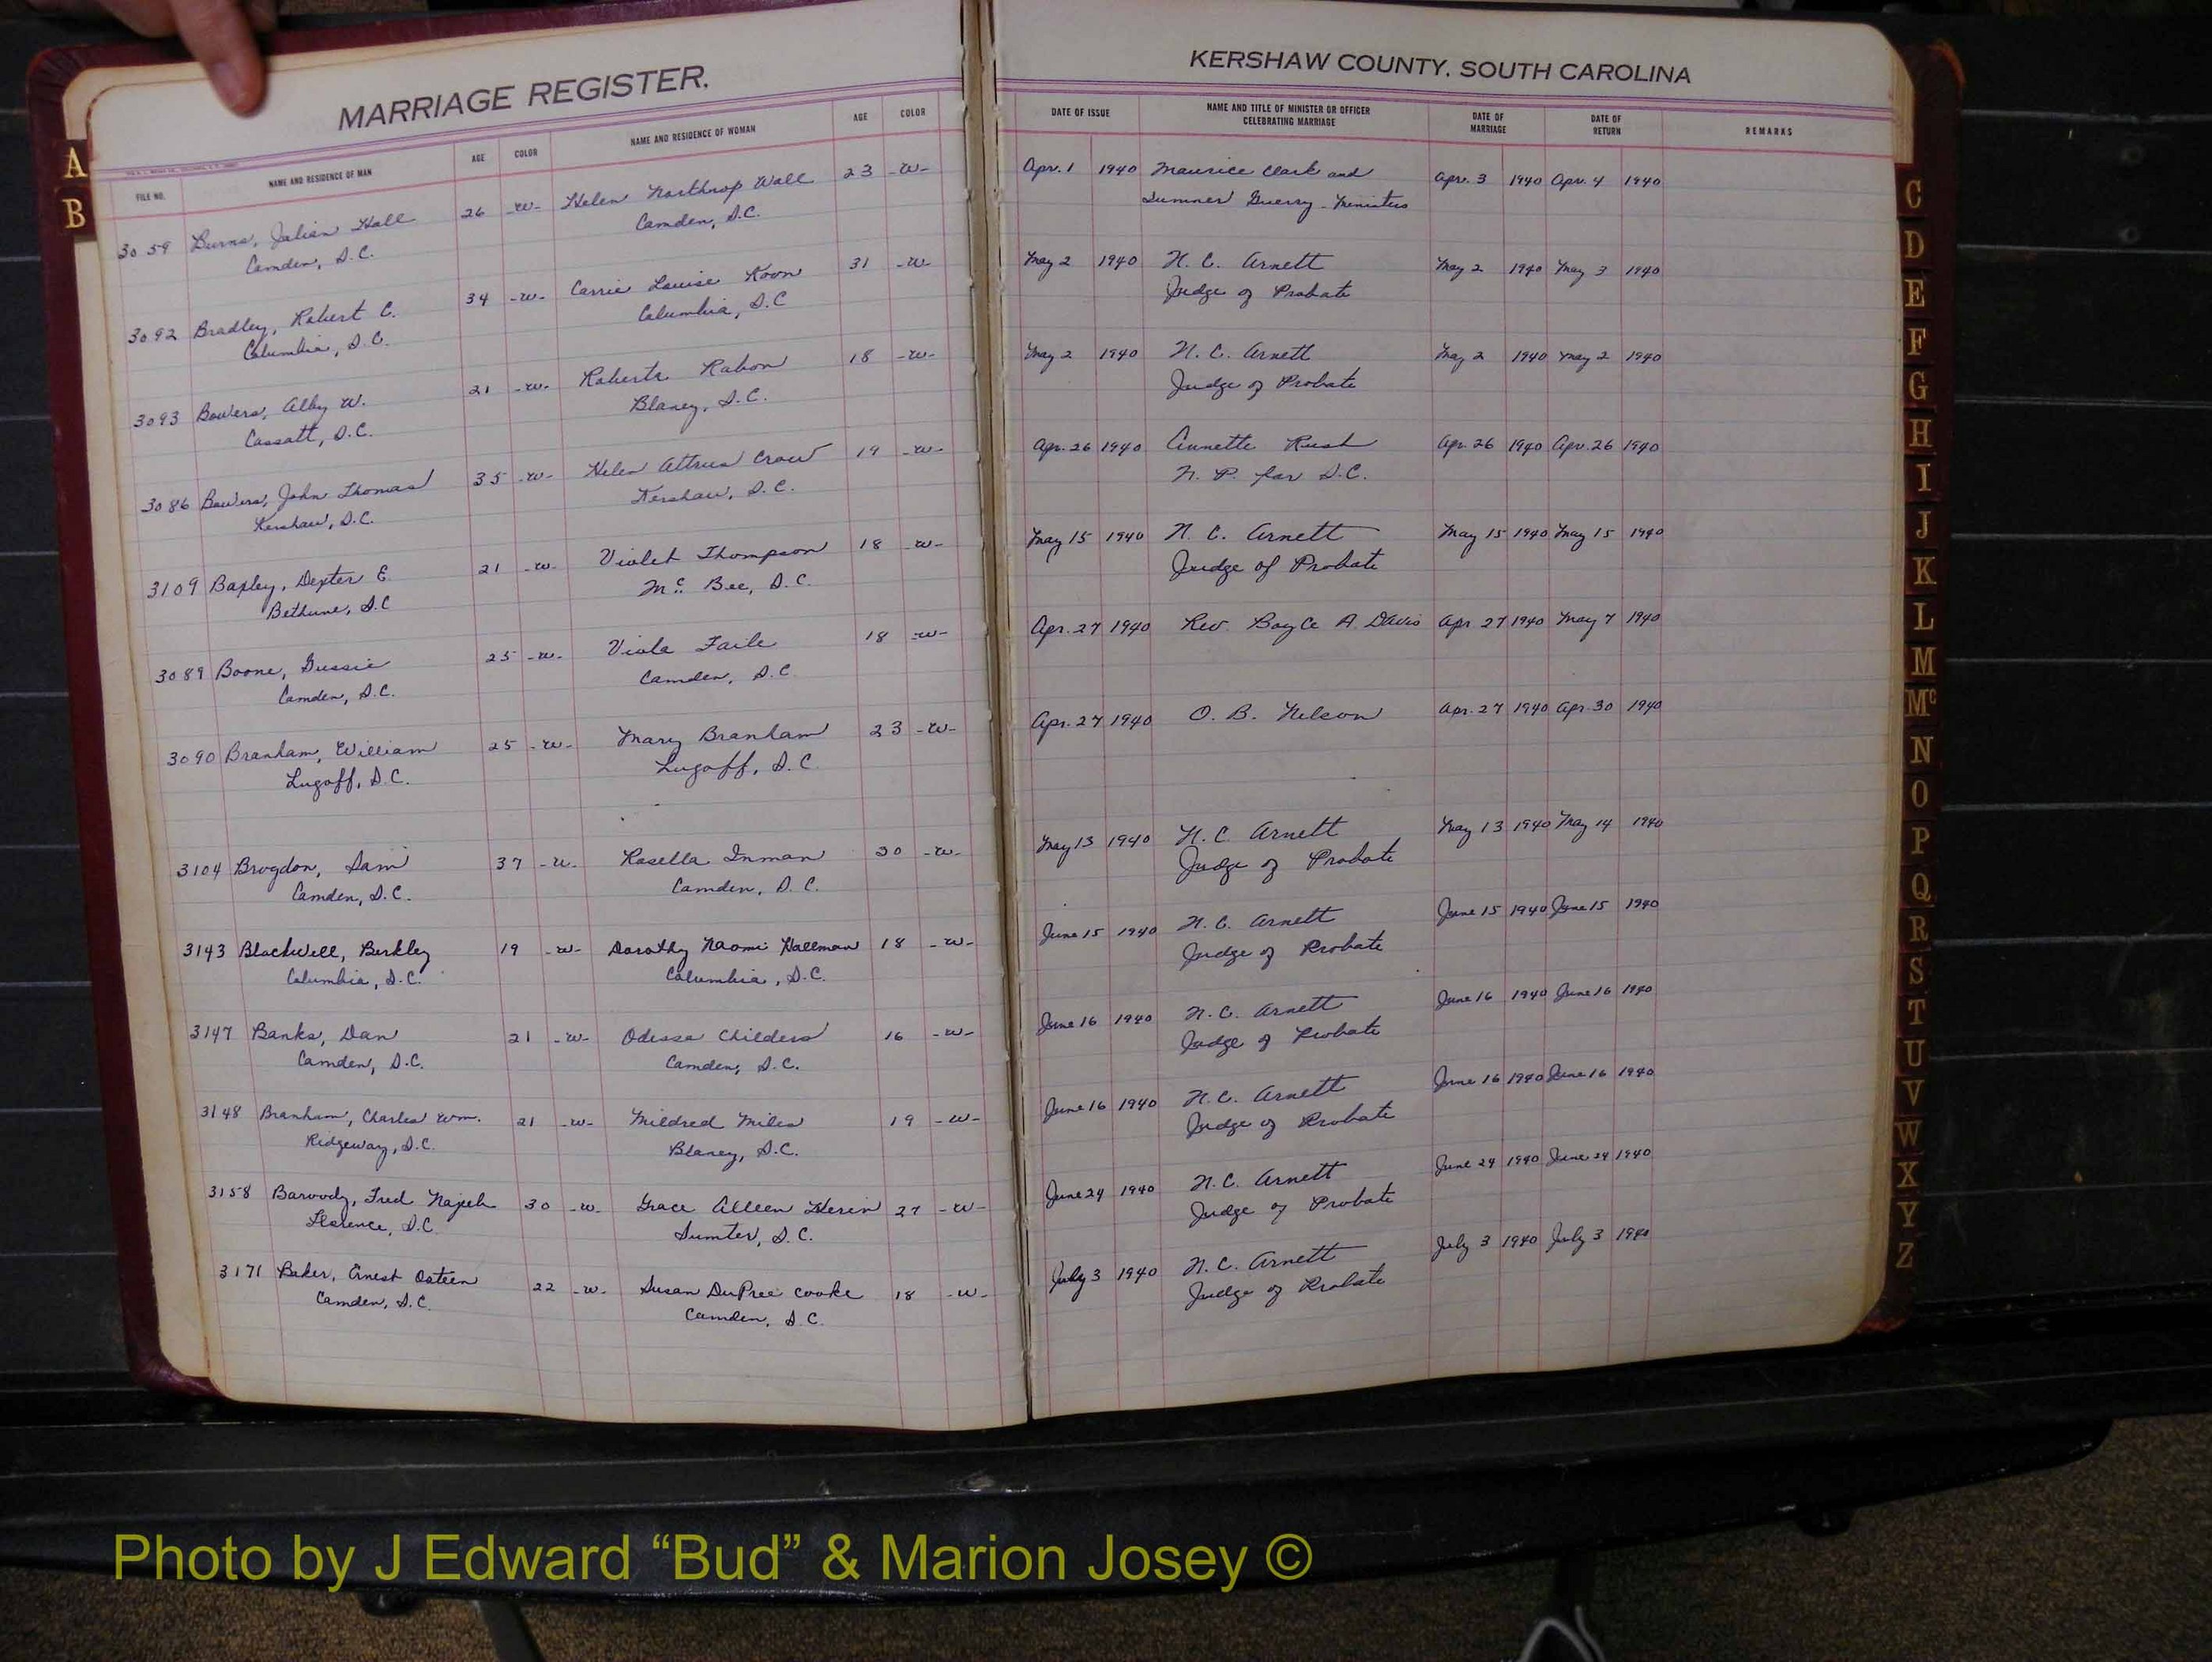 MARRIAGE REGISTER.
KERSHAW COUNTY, SOUTH CAROLINA
FILE NO. NAME AND RESIDENCE OF MAN AGE COLOR NAME AND RESIDENCE OF WOMAN AGE COLOR DATE OF ISSUE NAME AND TITLE OF MINISTER OR OFFICER CELEBRATING MARRIAGE DATE OF MARRIAGE DATE OF RETURN REMARKS
3059 Burns, Julian Hall 26 -W- Helen Northrop Wall 23 -W- Apr. 1 1940 Maurice Clark and Apr. 3 1940 Apr. 4 1940
Camden, S.C. Camden, S.C. Sumner Guerry - Ministers
3092 Bradley, Robert C. 34 -W- Carrie Louise Koon 31 -W- May 2 1940 N. C. Arnett May 2 1940 May 3 1940
Columbia, S.C. Columbia, S.C Judge of Probate
3093 Bowers, Alby W. 21 -W- Roberta Rabon 18 -W- May 2 1940 N. C. Arnett May 2 1940 May 2 1940
Cassatt, S.C. Blaney, S.C. Judge of Probate
3086 Bowers, John Thomas 35 -W- Helen Crow 19 -W- Apr. 26 1940 Annette Rush Apr. 26 1940 Apr. 26 1940
Kershaw, S.C. Kershaw, S.C. N. P. for S.C.
3109 Baxley, Dexter E. 21 -W- Violet Thompson 18 -W- May 15 1940 N. C. Arnett May 15 1940 May 15 1940
Bethune, S.C Mc Bee, S.C. Judge of Probate
3089 Boone, Gussie 25 -W- Viola Faile 18 -W- Apr. 27 1940 Rev. Boyce A. Davis Apr 27 1940 May 7 1940
Camden, S.C. Camden, S.C
3090 Branham, William 25 -W- Mary Branham 23 -W- Apr. 27 1940 O. B. Nelson Apr. 27 1940 Apr. 30 1940
Lugoff, S.C. Lugoff, S.C
3104 Brogdon, Sam 37 -W- Rosella Inman 30 -W- May 13 1940 N. C. Arnett May 13 1940 May 14 1940
Camden, S.C. Camden, S.C. Judge of Probate
3143 Blackwell, Berkley 19 -W- Dorothy Naomi Hallman 18 -W- June 15 1940 N. C. Arnett June 15 1940 June 15 1940
Columbia, S.C. Columbia, S.C. Judge of Probate
3147 Banks, Dan 21 -W- Odessa Childers 16 -W- June 16 1940 N. C. Arnett June 16 1940 June 16 1940
Camden, S.C. Camden, S.C. Judge of Probate
3148 Branham, Charles Wm. 21 -W- Mildred Miles 19 -W- June 16 1940 N. C. Arnett June 16 1940 June 16 1940
Ridgeway, S.C. Blaney, S.C. Judge of Probate
3158 Baroody, Fred Najeeb 30 -W- Grace Alleen Herin 27 -W- June 24 1940 N. C. Arnett June 24 1940 June 24 1940
Florence, S.C Sumter, S.C. Judge of Probate
3171 Baker, Ernest Osteen 22 -W- Susan DuPree Cooke 18 -W- July 3 1940 N. C. Arnett July 3 1940 July 3 1940
Camden, S.C. Camden, S.C. Judge of Probate
A
B
C
D
E
F
G
H
I
J
K
L
M
Mc
N
O
P
Q
R
S
T
U
V
W
X
Y
Z
Photo by J Edward “Bud” & Marion Josey ©